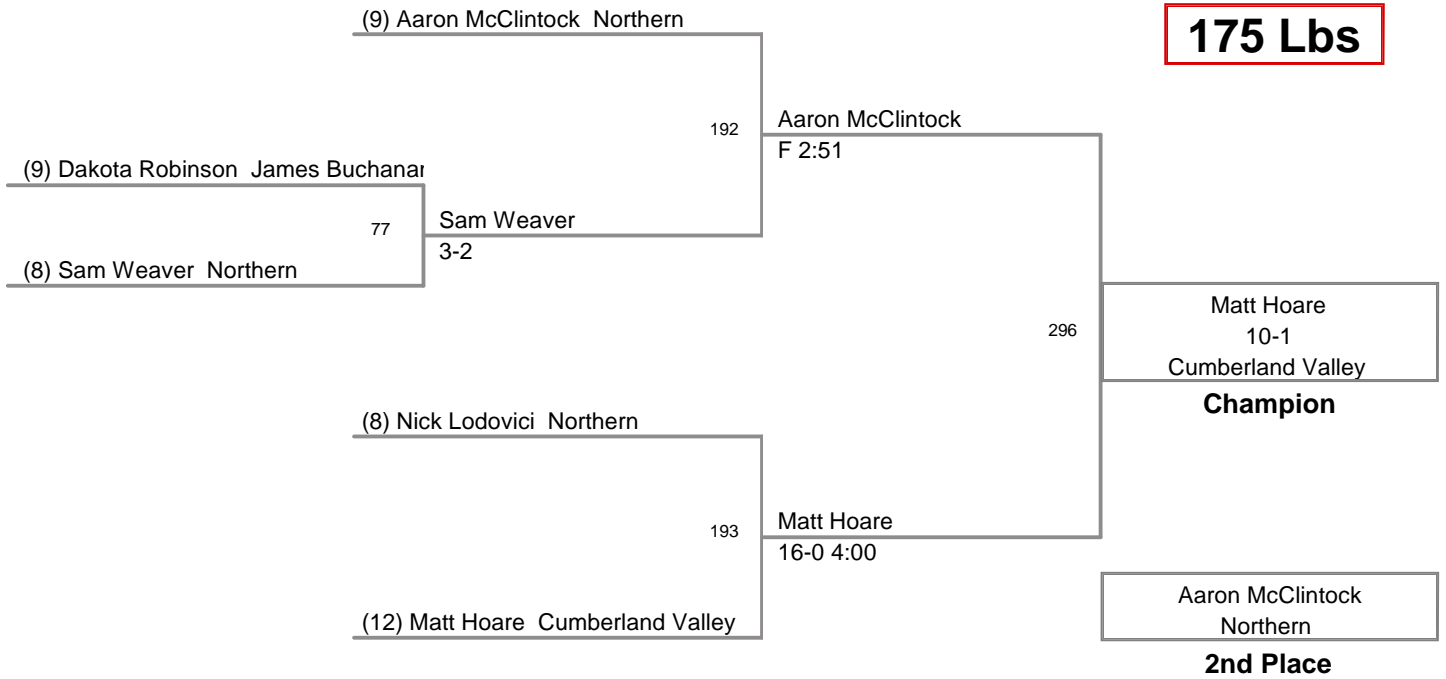 (9) Aaron McClintock Northern
175 Lbs
192
Aaron McClintock
F 2:51
(9) Dakota Robinson James Buchanan
77
Sam Weaver
3-2
(8) Sam Weaver Northern
296
Matt Hoare
10-1
Cumberland Valley
Champion
(8) Nick Lodovici Northern
193
Matt Hoare
16-0 4:00
(12) Matt Hoare Cumberland Valley
Aaron McClintock
Northern
2nd Place